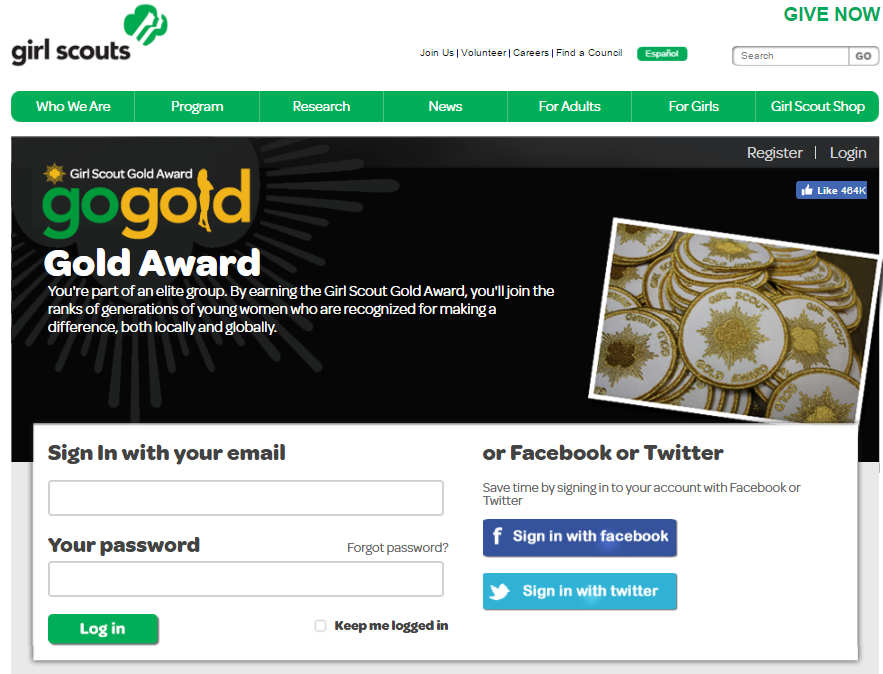 GIVE NOW
girl scouts
Join Us | Volunteer | Careers | Find a Council
Español
Search
GO
Who We Are
Program
Research
News
For Adults
For Girls
Girl Scout Shop
Register | Login
Girl Scout Gold Award
gogold
Like 464K
Gold Award
You're part of an elite group. By earning the Girl Scout Gold Award, you'll join the
ranks of generations of young women who are recognized for making a
difference, both locally and globally.
GIRL SCOUT
GOLD AWARD
Sign In with your email
Your password
Forgot password?
Log in
Keep me logged in
or Facebook or Twitter
Save time by signing in to your account with Facebook or
Twitter
f Sign in with facebook
Sign in with twitter